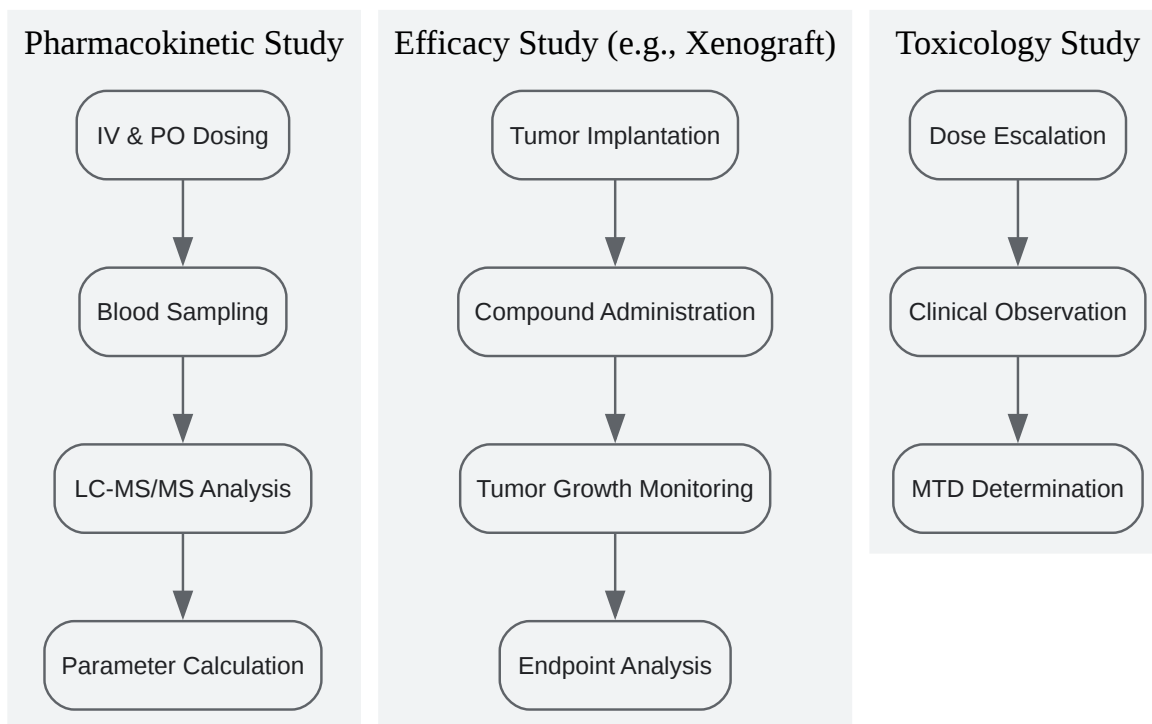 Pharmacokinetic Study
IV & PO Dosing
Blood Sampling
LC-MS/MS Analysis
Parameter Calculation
Efficacy Study (e.g., Xenograft)
Tumor Implantation
Compound Administration
Tumor Growth Monitoring
Endpoint Analysis
Toxicology Study
Dose Escalation
Clinical Observation
MTD Determination